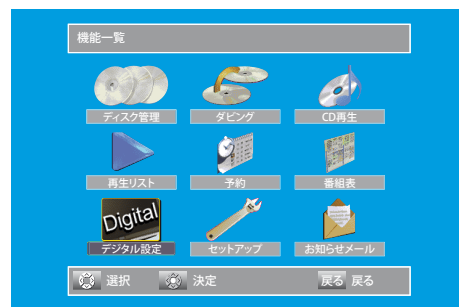 機能一覧
ディスク管理 ダビング CD再生
再生リスト 予約 番組表
Digital
デジタル設定 セットアップ お知らせメール
選択 決定 戻る 戻る